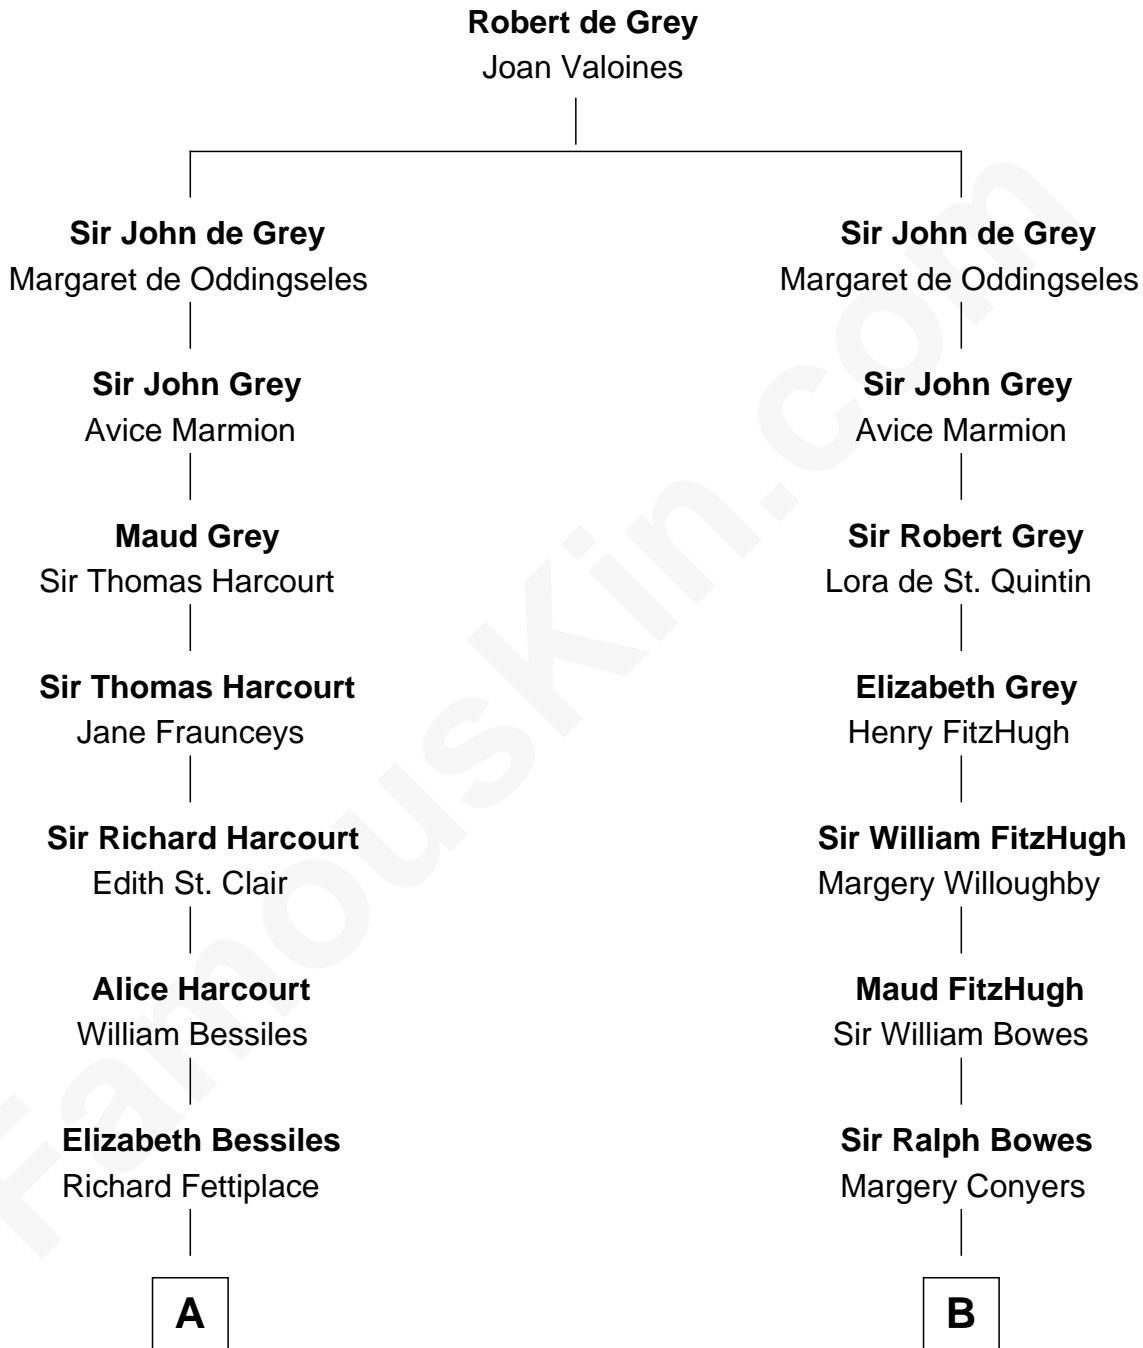 Robert de Grey
Joan Valoines
Sir John de Grey
Margaret de Oddingseles
Sir John Grey
Avice Marmion
Maud Grey
Sir Thomas Harcourt
Sir Thomas Harcourt
Jane Fraunceys
Sir Richard Harcourt
Edith St. Clair
Alice Harcourt
William Bessiles
Elizabeth Bessiles
Richard Fettiplace
A
Sir John de Grey
Margaret de Oddingseles
Sir John Grey
Avice Marmion
Sir Robert Grey
Lora de St. Quintin
Elizabeth Grey
Henry FitzHugh
Sir William FitzHugh
Margery Willoughby
Maud FitzHugh
Sir William Bowes
Sir Ralph Bowes
Margery Conyers
B
FamousKin.com